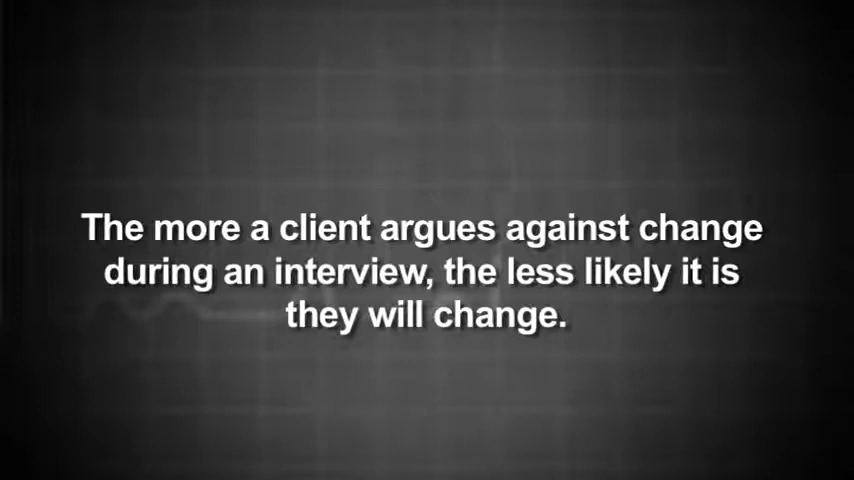 The more a client argues against change
during an interview, the less likely it is
they will change.